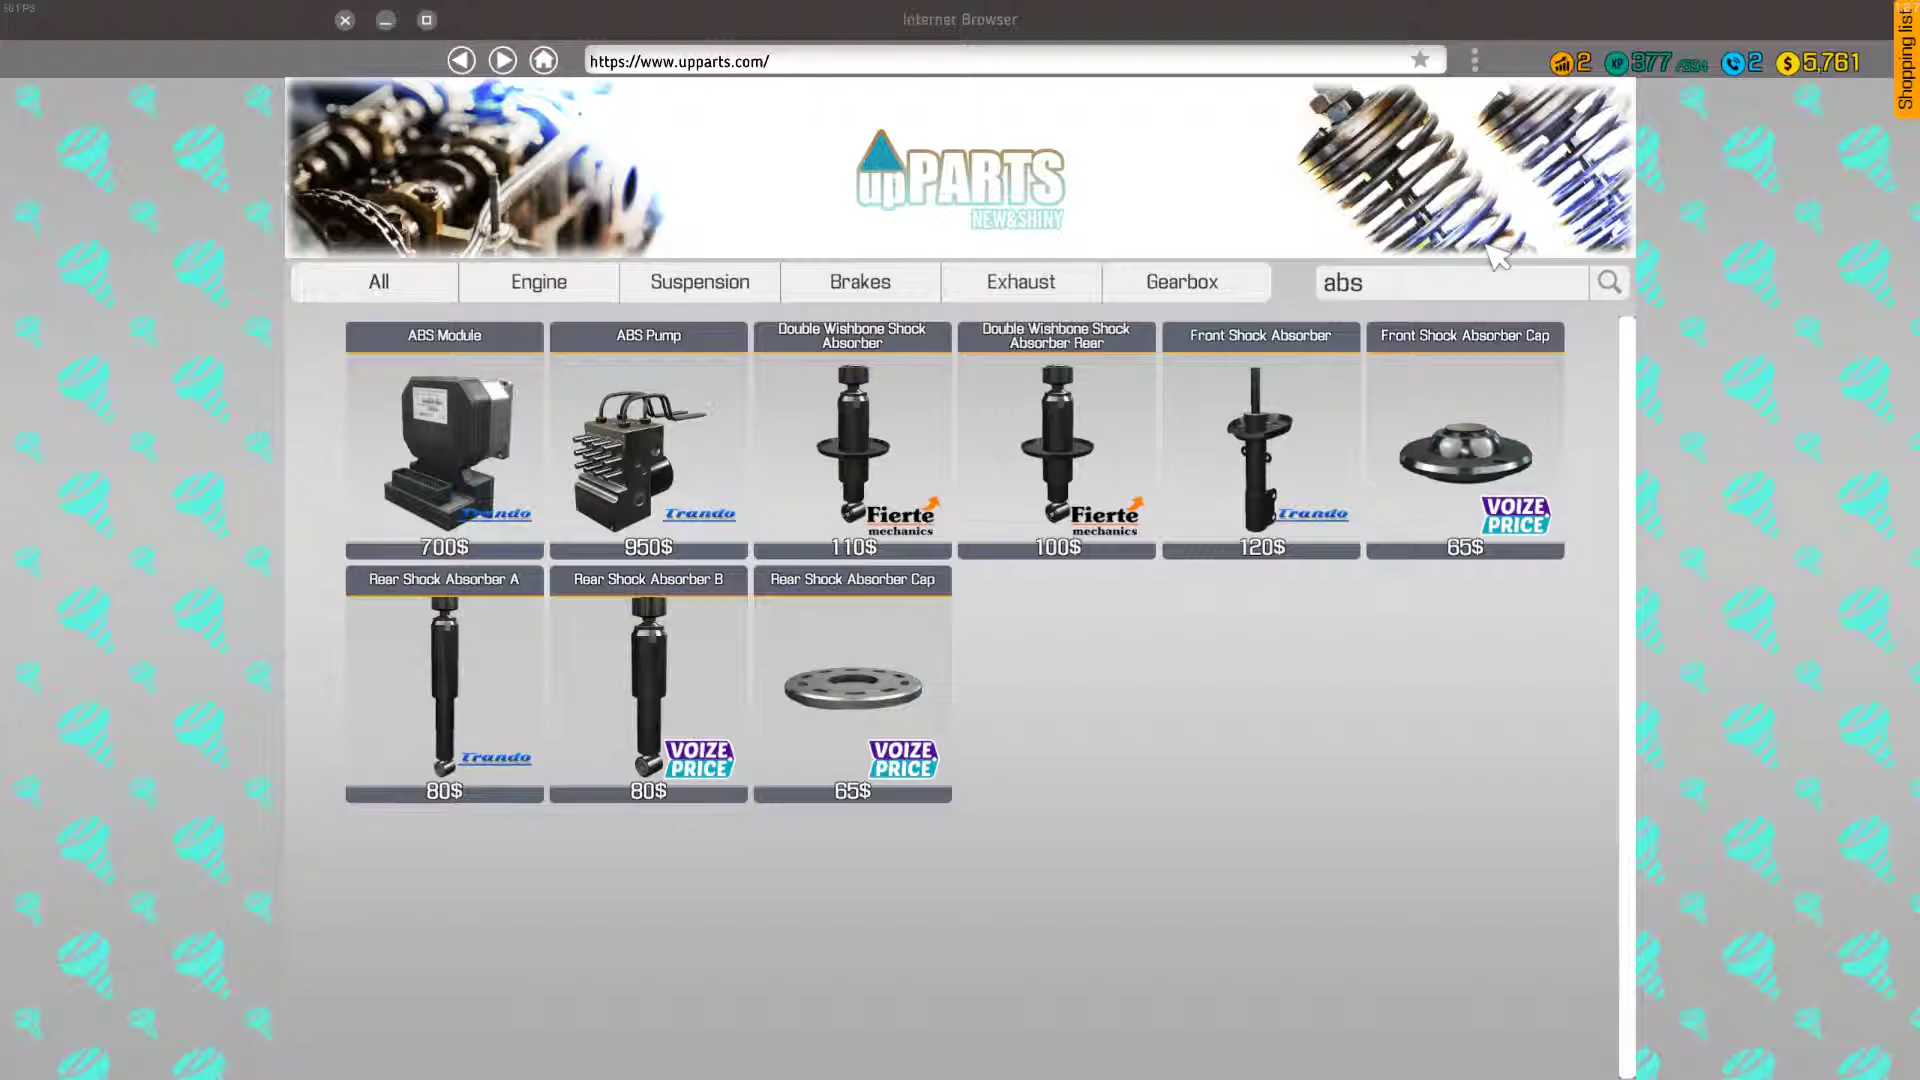 Internet Browser
https://www.upparts.com/
2
KP 377
2
$ 5,761
Shopping list
upPARTS
NEW&SHINY
All
Engine
Suspension
Brakes
Exhaust
Gearbox
abs
ABS Module
ABS Pump
Double Wishbone Shock
Absorber
Double Wishbone Shock
Absorber Rear
Front Shock Absorber
Front Shock Absorber Cap
Trando
Trando
Fierte
mechanics
Fierte
mechanics
Trando
VOIZE
PRICE
700$
950$
110$
100$
120$
65$
Rear Shock Absorber A
Rear Shock Absorber B
Rear Shock Absorber Cap
Trando
VOIZE
PRICE
VOIZE
PRICE
80$
80$
65$